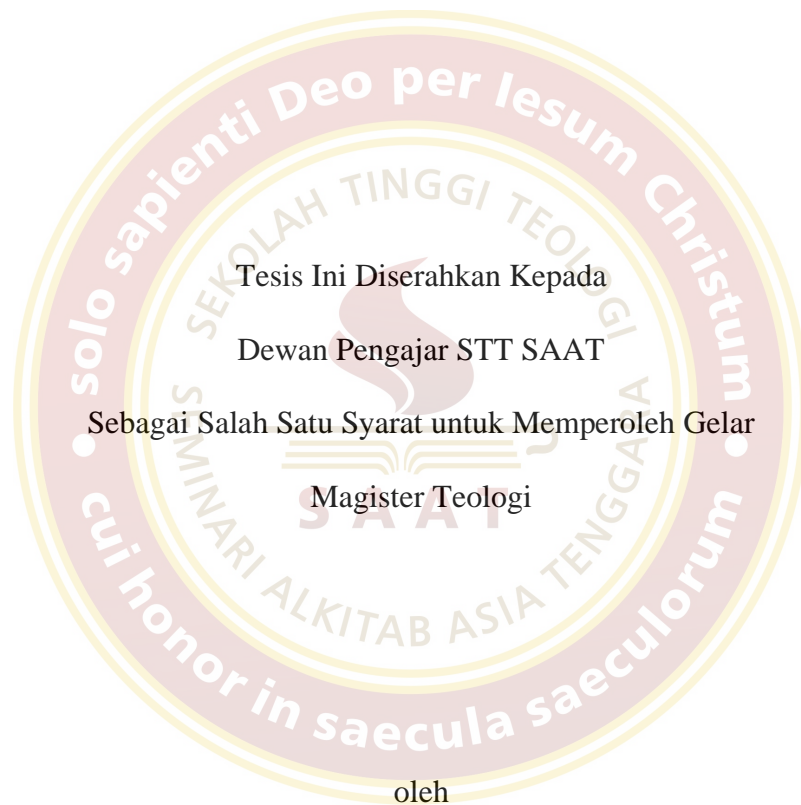 solo sapienti Deo per Iesum Christum
SEKOLAH TINGGI TEOLOGI
Tesis Ini Diserahkan Kepada
Dewan Pengajar STT SAAT
Sebagai Salah Satu Syarat untuk Memperoleh Gelar
Magister Teologi
SAAT
SEMINARI ALKITAB ASIA TENGGARA
cui honor in saecula saeculorum
oleh